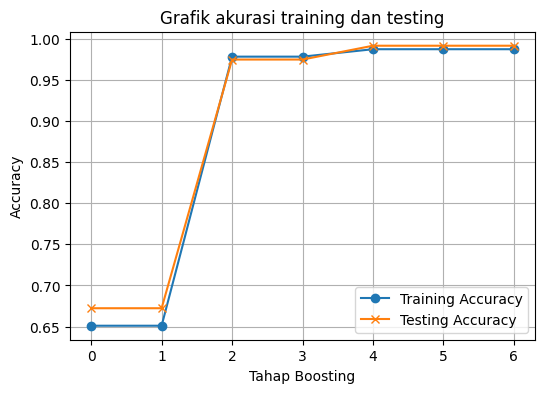 Grafik akurasi training dan testing
Accuracy
1.00
0.95
0.90
0.85
0.80
0.75
0.70
0.65
Training Accuracy
Testing Accuracy
0 1 2 3 4 5 6
Tahap Boosting